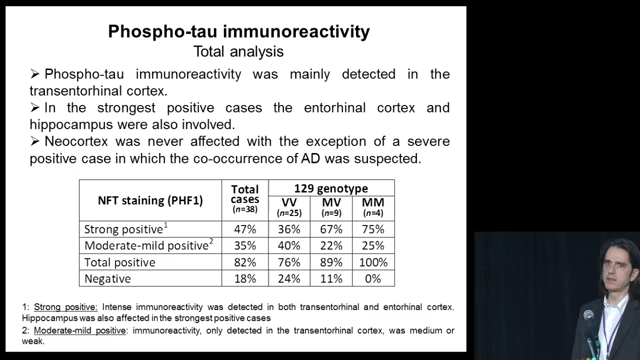 Phospho-tau immunoreactivity
Total analysis
➢ Phospho-tau immunoreactivity was mainly detected in the
transentorhinal cortex.
➢ In the strongest positive cases the entorhinal cortex and
hippocampus were also involved.
➢ Neocortex was never affected with the exception of a severe
positive case in which the co-occurrence of AD was suspected.
NFT staining (PHF1) Total cases (n=38) 129 genotype
VV (n=25) MV (n=9) MM (n=4)
Strong positive1 47% 36% 67% 75%
Moderate-mild positive2 35% 40% 22% 25%
Total positive 82% 76% 89% 100%
Negative 18% 24% 11% 0%
1: Strong positive: Intense immunoreactivity was detected in both transentorhinal and entorhinal cortex.
Hippocampus was also affected in the strongest positive cases
2: Moderate-mild positive: immunoreactivity, only detected in the transentorhinal cortex, was medium or
weak.